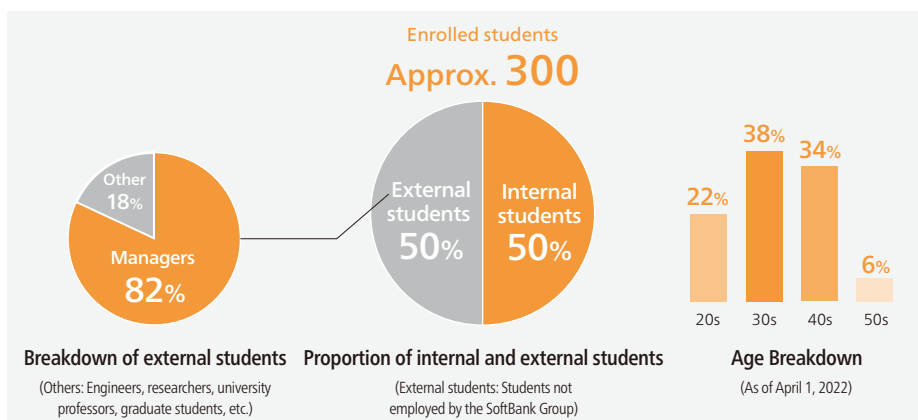 Enrolled students
Approx. 300
Other
18%
Managers
82%
External
students
50%
Internal
students
50%
22%
38%
34%
6%
20s
30s
40s
50s
Breakdown of external students
(Others: Engineers, researchers, university
professors, graduate students, etc.)
Proportion of internal and external students
(External students: Students not
employed by the SoftBank Group)
Age Breakdown
(As of April 1, 2022)